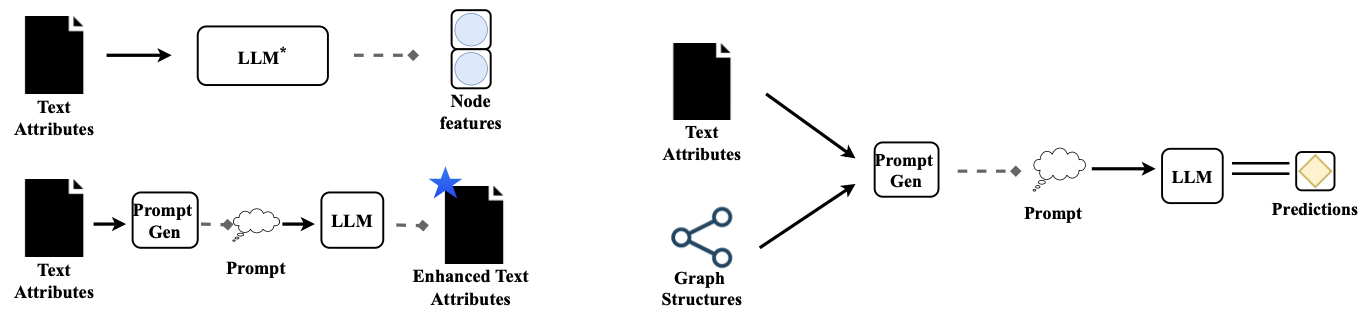 LLM*
Text
Attributes
Node
features
Prompt
Gen
LLM
Text
Attributes
Prompt
Enhanced Text
Attributes
Text
Attributes
Prompt
Gen
LLM
Prompt
Predictions
Graph
Structures